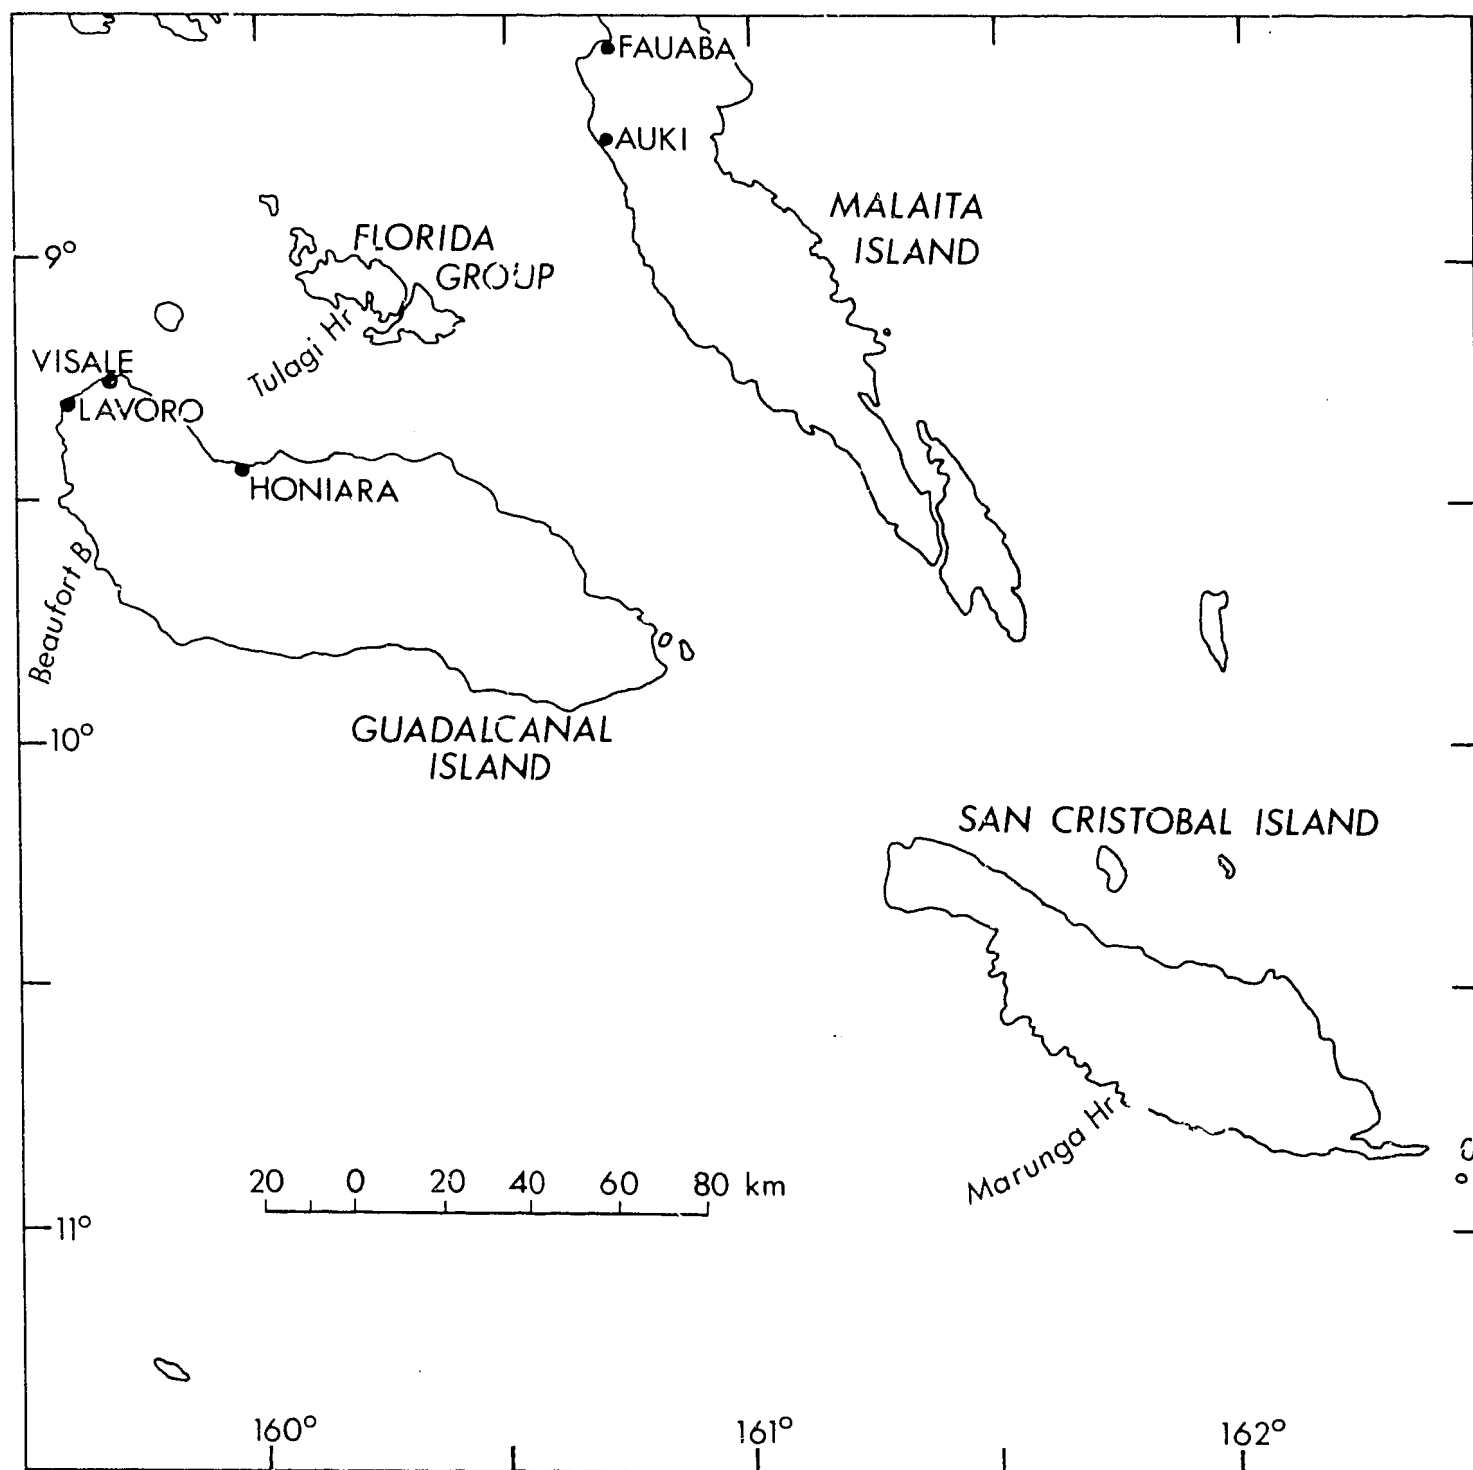 FAUABA
AUKI
MALAITA
ISLAND
FLORIDA
GROUP
9°
Tulagi Hr
VISALE
LAVORO
HONIARA
Beaufort B
GUADALCANAL
ISLAND
10°
SAN CRISTOBAL ISLAND
Marunga Hr
20 0 20 40 60 80 km
11°
160° 161° 162°